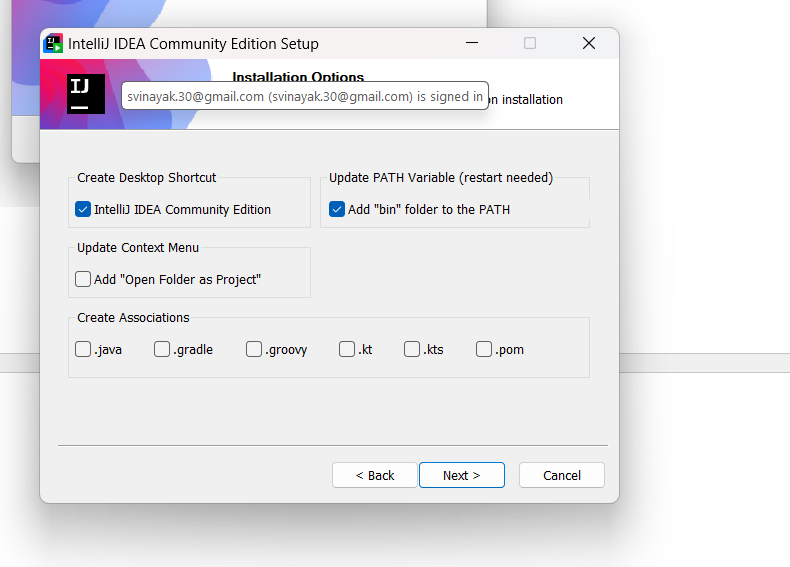 IntelliJ IDEA Community Edition Setup
IJ
Installation Options
svinayak.30@gmail.com (svinayak.30@gmail.com) is signed in
installation
Create Desktop Shortcut
IntelliJ IDEA Community Edition
Update PATH Variable (restart needed)
Add "bin" folder to the PATH
Update Context Menu
Add "Open Folder as Project"
Create Associations
.java .gradle .groovy .kt .kts .pom
< Back Next > Cancel